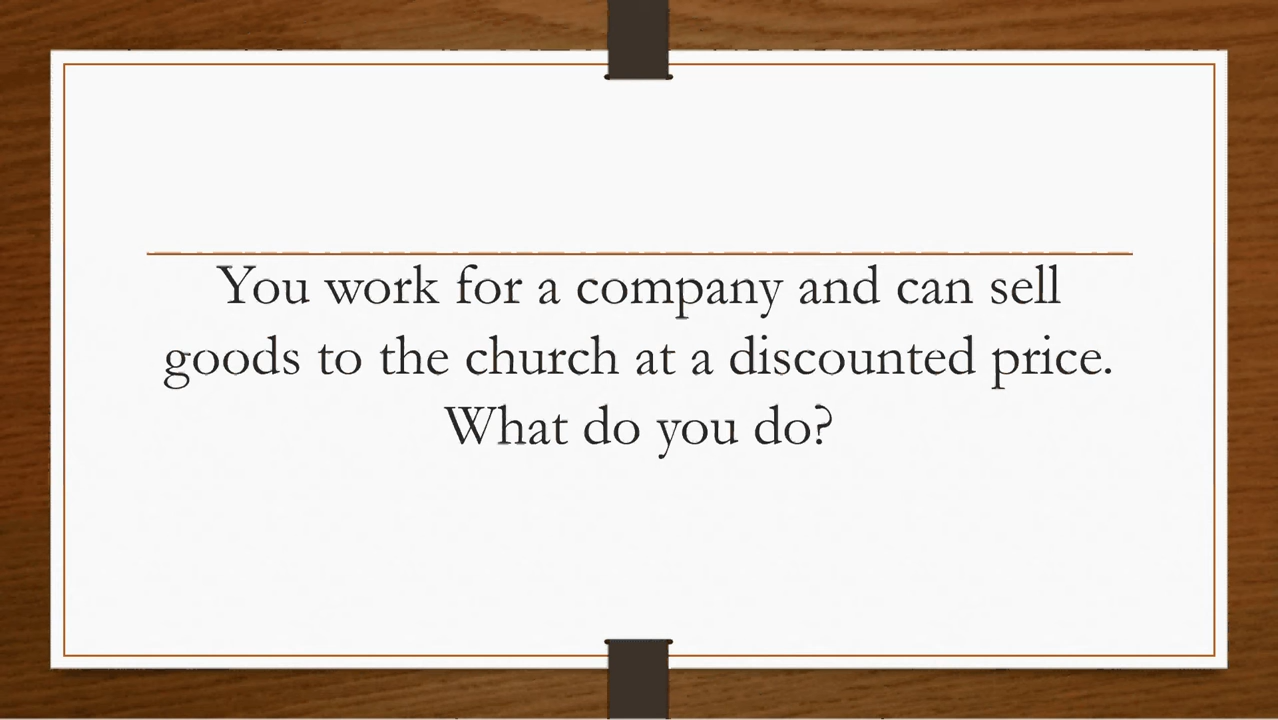 You work for a company and can sell
goods to the church at a discounted price.
What do you do?